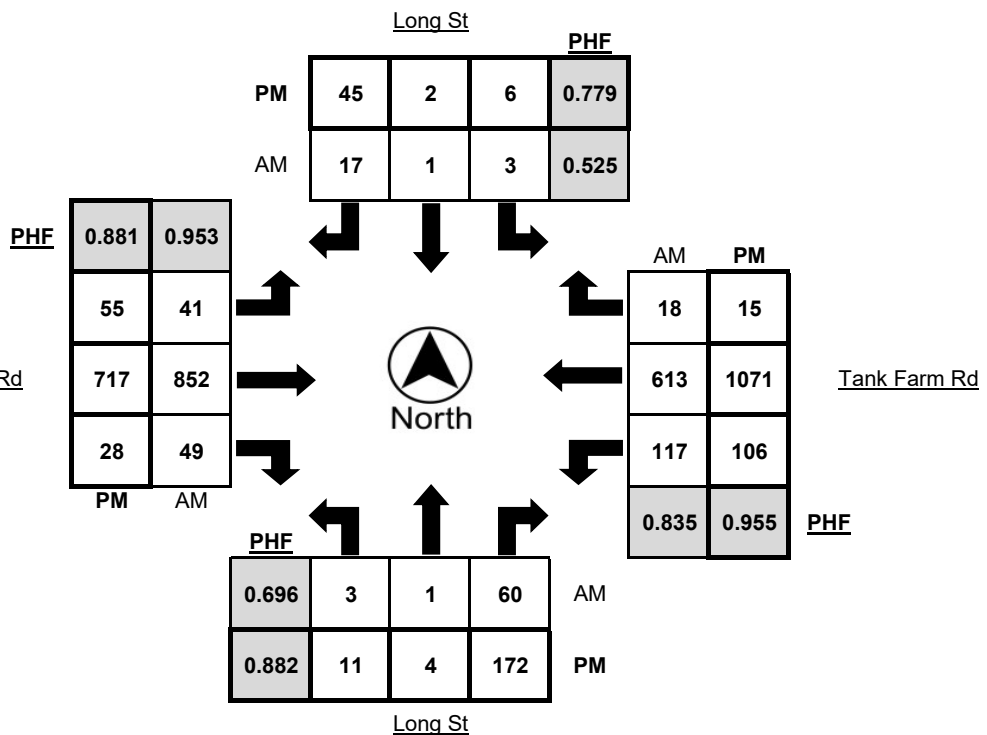 Long St
PHF
PM 45 2 6 0.779
AM 17 1 3 0.525
PHF 0.881 0.953
AM PM
55 41
18 15
Rd 717 852
613 1071 Tank Farm Rd
North
28 49
117 106
PM AM
0.835 0.955 PHF
PHF
0.696 3 1 60 AM
0.882 11 4 172 PM
Long St